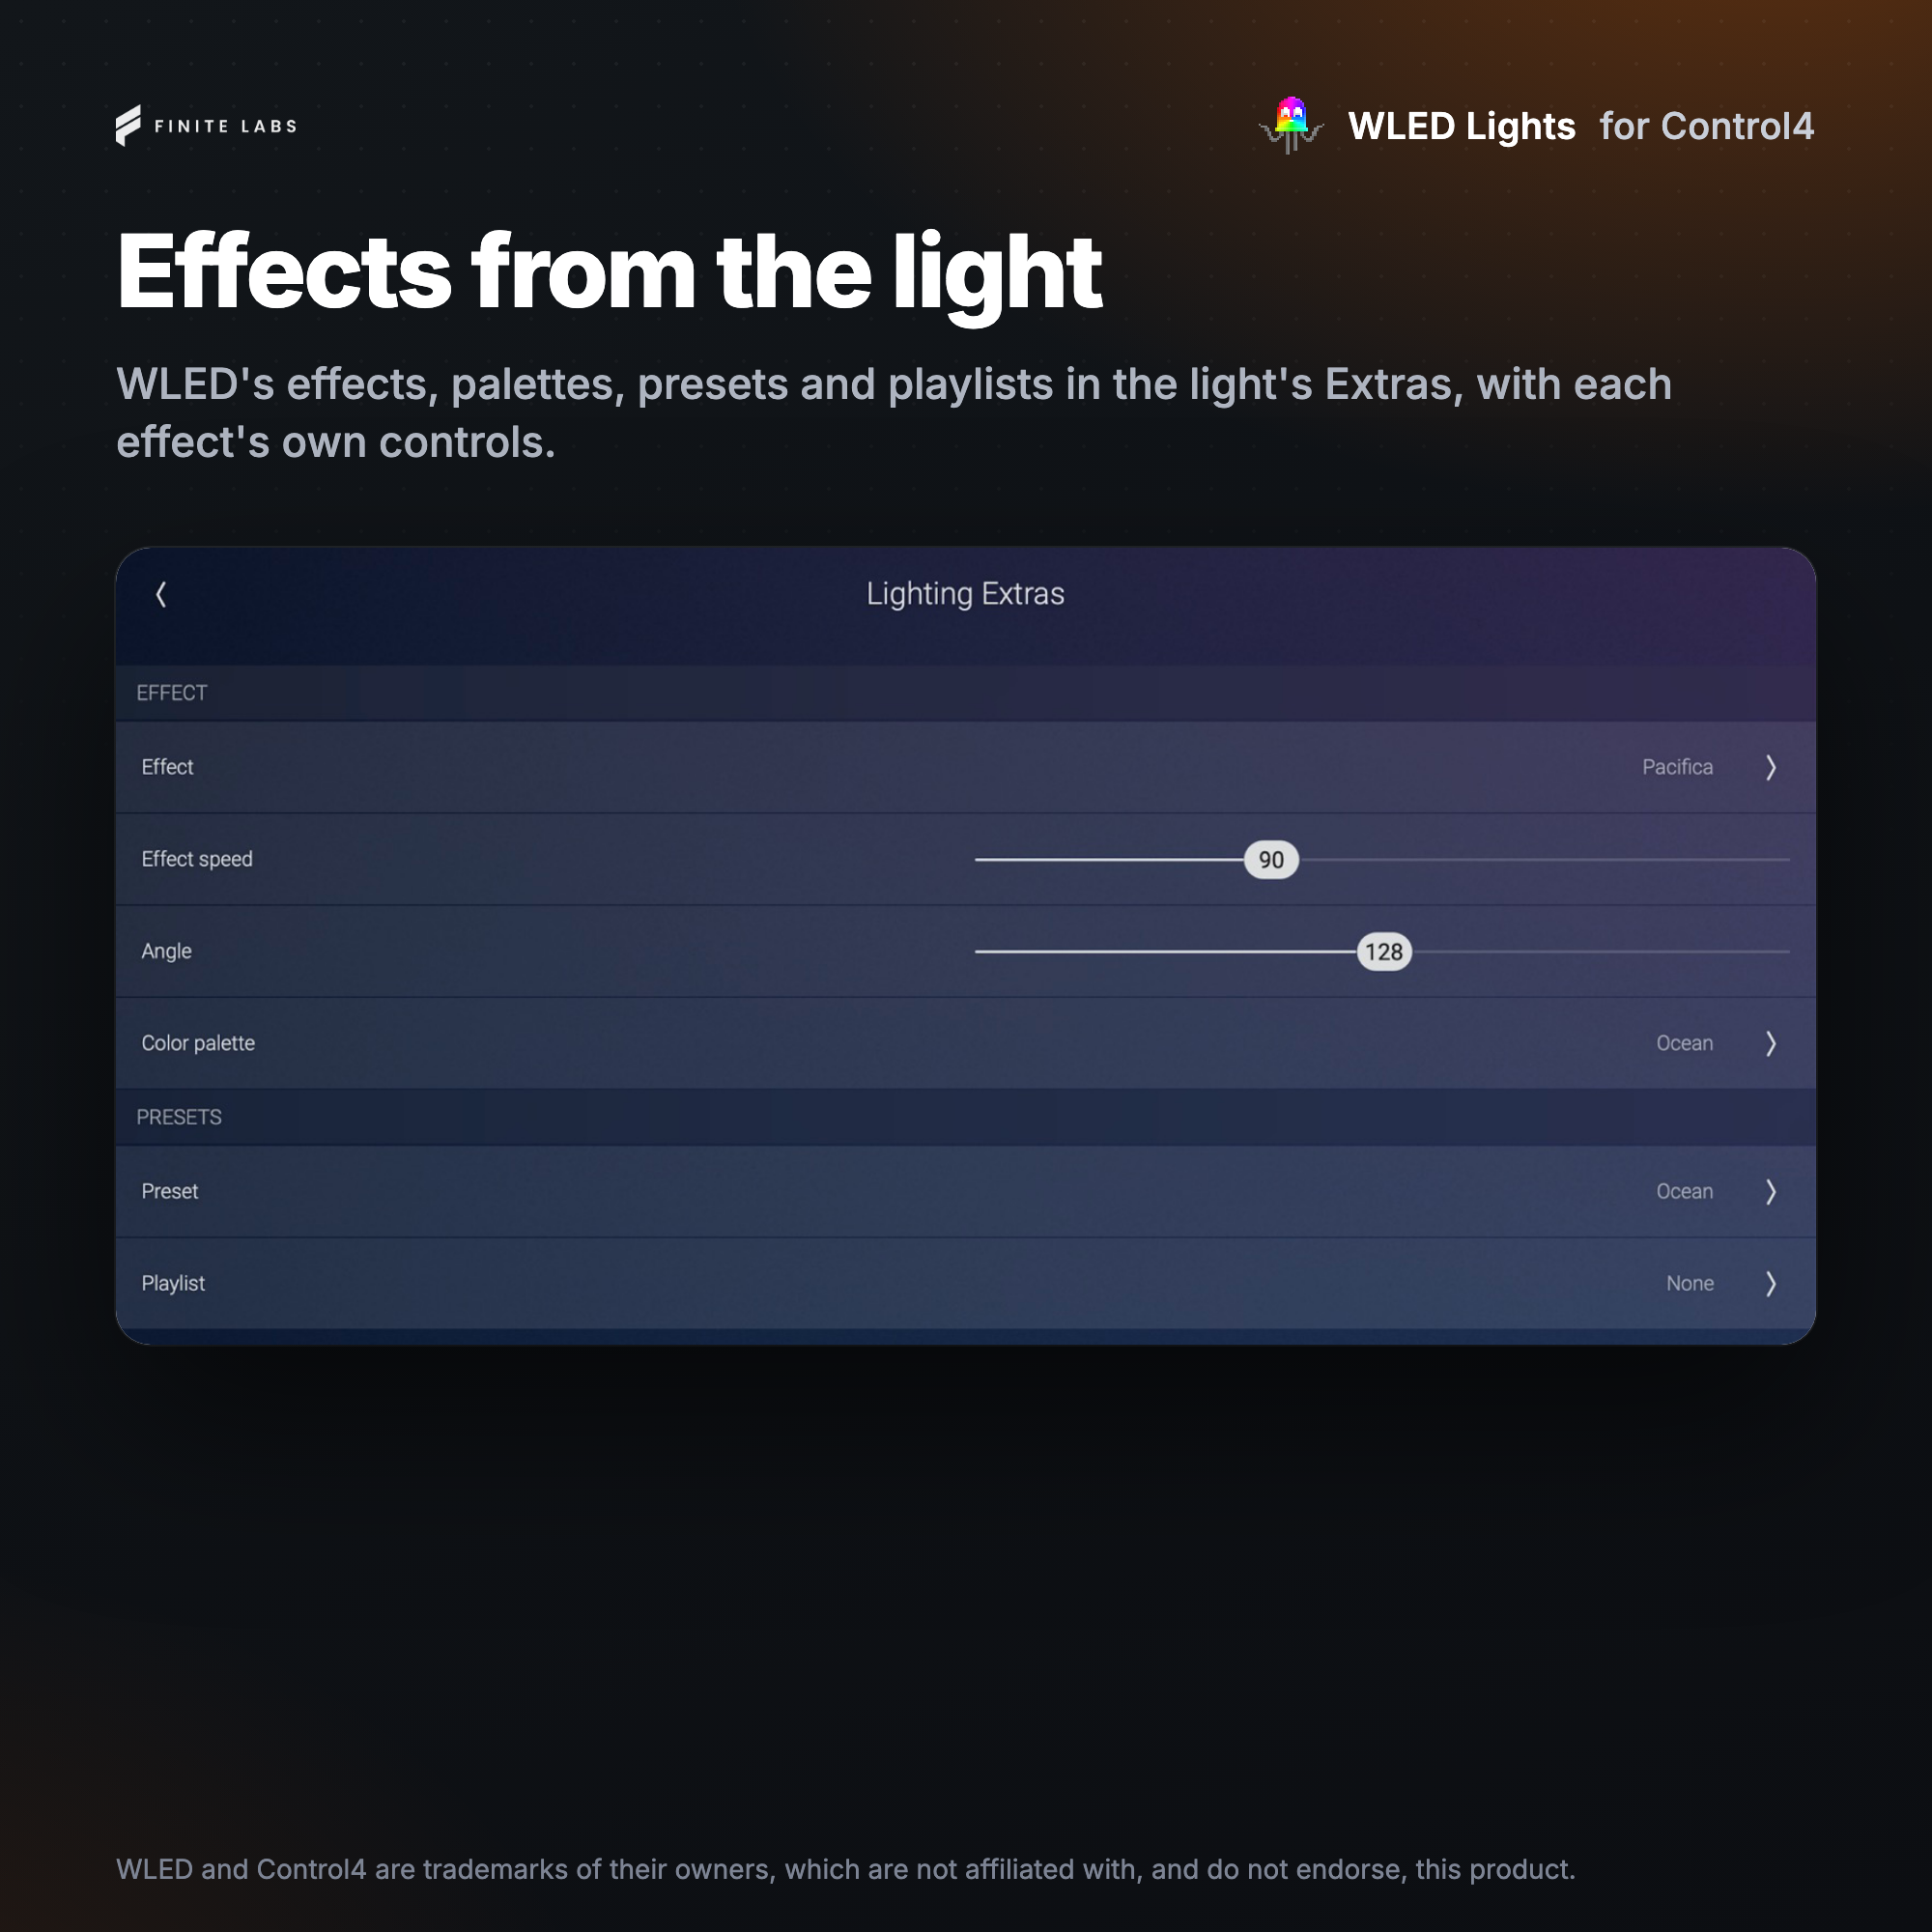 FINITE LABS
WLED Lights for Control4
Effects from the light
WLED's effects, palettes, presets and playlists in the light's Extras, with each
effect's own controls.
Lighting Extras
EFFECT
Effect Pacifica
Effect speed 90
Angle 128
Color palette Ocean
PRESETS
Preset Ocean
Playlist None
WLED and Control4 are trademarks of their owners, which are not affiliated with, and do not endorse, this product.